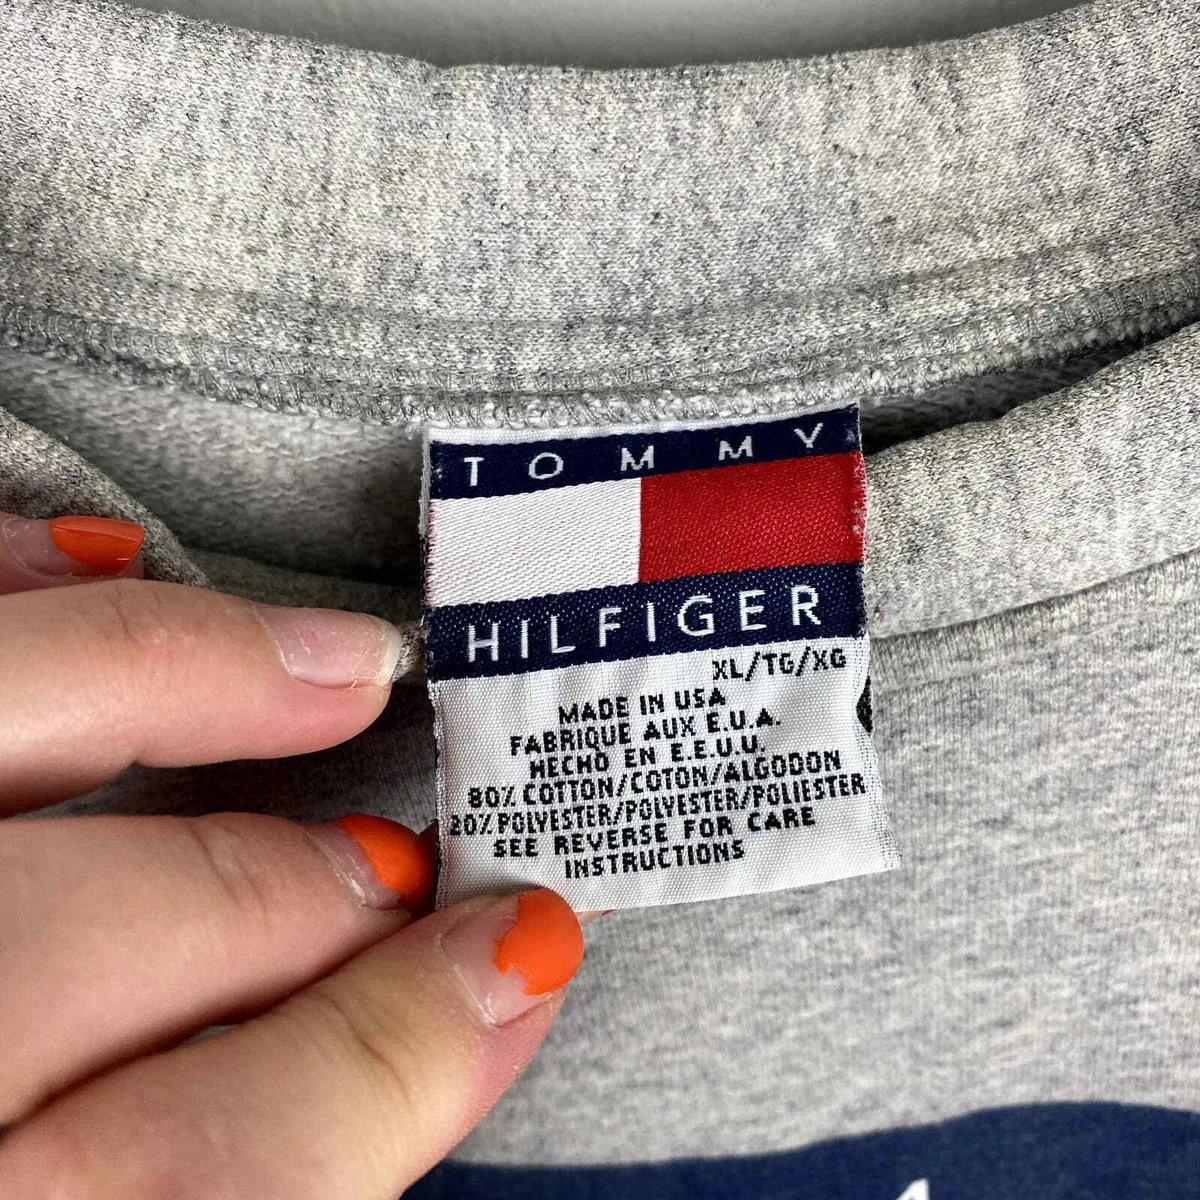 TOMMY
HILFIGER
XL/TG/XG
MADE IN USA
FABRIQUE AUX E.U.A.
HECHO EN E.E.U.U.
80% COTTON/COTON/ALGODON
20% POLYESTER/POLYESTER/POLIESTER
SEE REVERSE FOR CARE
INSTRUCTIONS